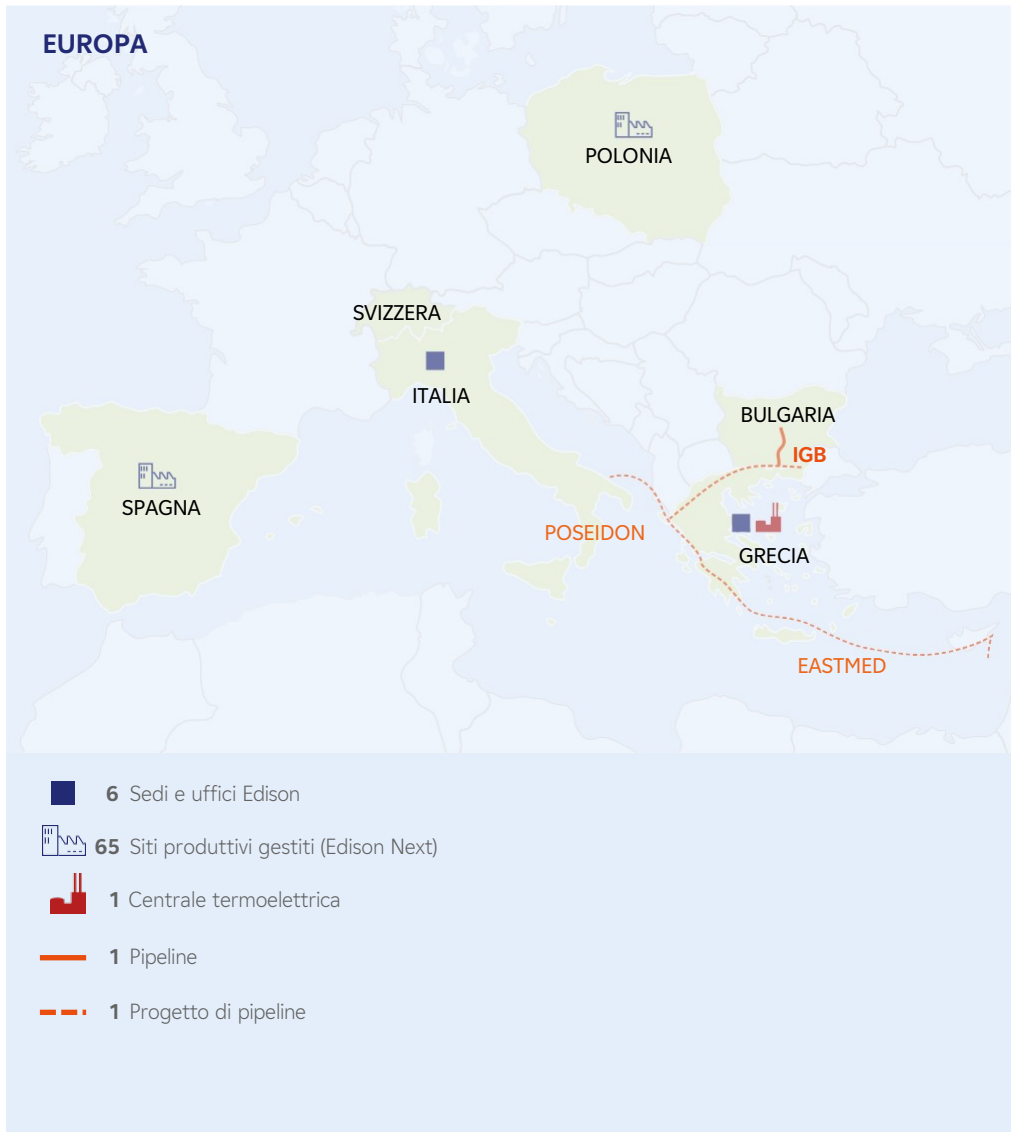 EUROPA
POLONIA
SVIZZERA
ITALIA
BULGARIA
IGB
SPAGNA
POSEIDON
GRECIA
EASTMED
6 Sedi e uffici Edison
65 Siti produttivi gestiti (Edison Next)
1 Centrale termoelettrica
1 Pipeline
1 Progetto di pipeline